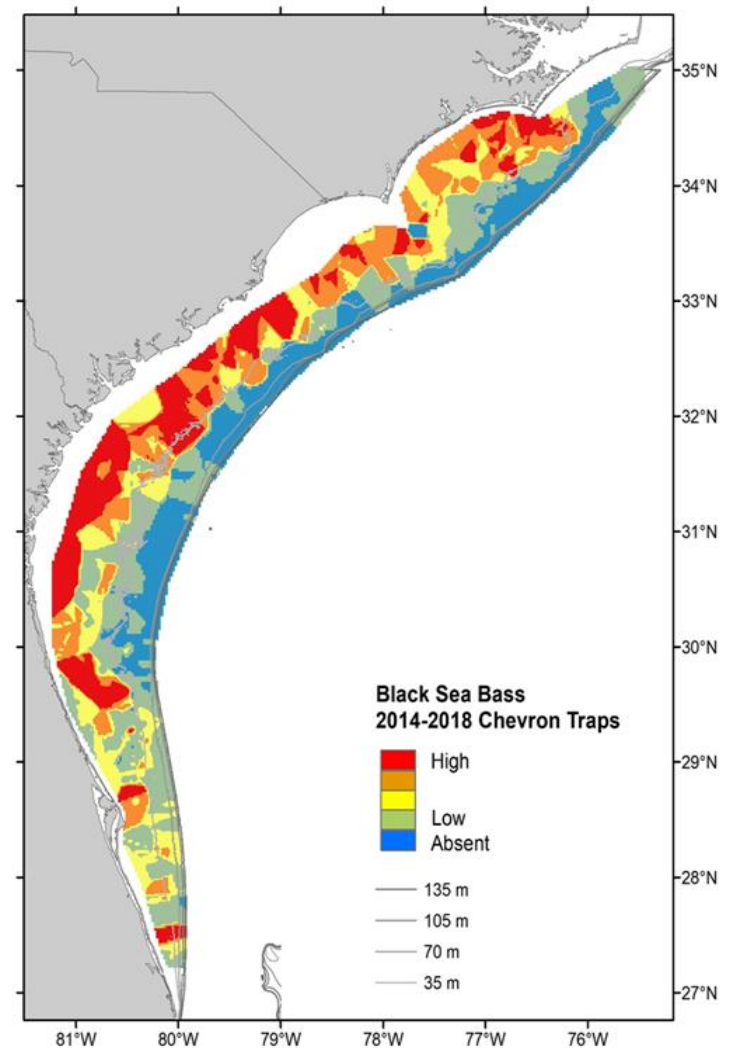 35°N
34°N
33°N
32°N
31°N
30°N
Black Sea Bass
2014-2018 Chevron Traps
High
Low
Absent
29°N
28°N
27°N
135 m
105 m
70 m
35 m
81°W 80°W 79°W 78°W 77°W 76°W